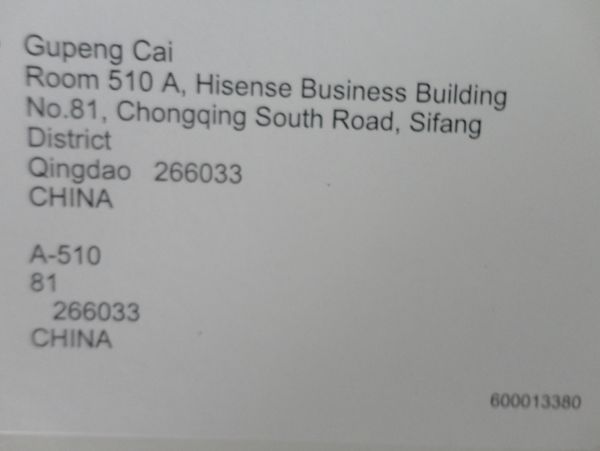 Gupeng Cai
Room 510 A, Hisense Business Building
No.81, Chongqing South Road, Sifang
District
Qingdao 266033
CHINA
A-510
81
266033
CHINA
600013380